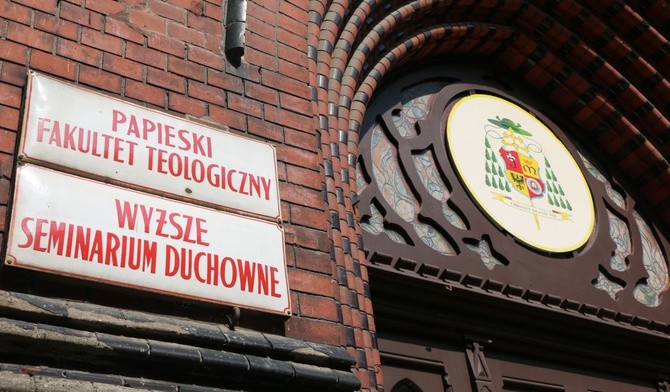 PAPIESKI
FAKULTET TEOLOGICZNY
WYŻSZE
SEMINARIUM DUCHOWNE